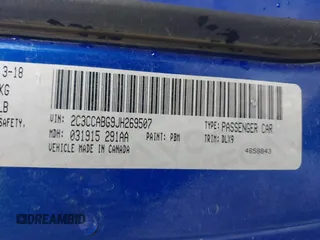 3-18
KG
LB
SAFETY.
VIN: 2C3CCABG9JH269507
TYPE: PASSENGER CAR
MDH: 031915 291AA
PAINT: PBM
TRIM: DLX9
VEHICLE MADE IN CANADA
4658843
DREAMBID